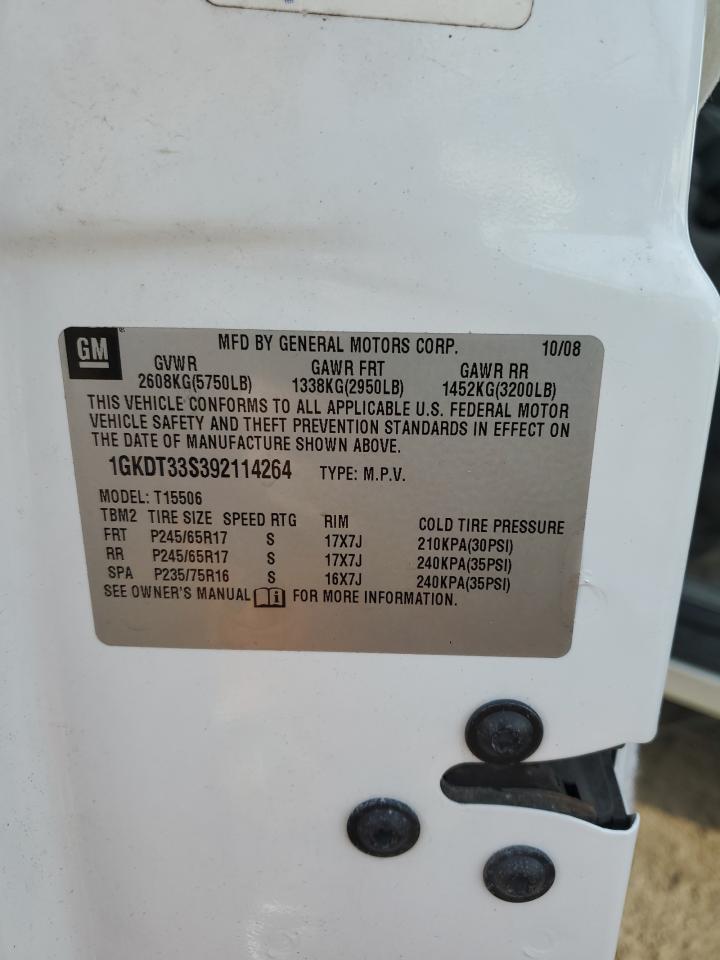 GM
MFD BY GENERAL MOTORS CORP. 10/08
GVWR GAWR FRT GAWR RR
2608KG(5750LB) 1338KG(2950LB) 1452KG(3200LB)
THIS VEHICLE CONFORMS TO ALL APPLICABLE U.S. FEDERAL MOTOR
VEHICLE SAFETY AND THEFT PREVENTION STANDARDS IN EFFECT ON
THE DATE OF MANUFACTURE SHOWN ABOVE.
1GKDT33S392114264 TYPE: M.P.V.
MODEL: T15506
TBM2 TIRE SIZE SPEED RTG RIM COLD TIRE PRESSURE
FRT P245/65R17 S 17X7J 210KPA(30PSI)
RR P245/65R17 S 17X7J 240KPA(35PSI)
SPA P235/75R16 S 16X7J 240KPA(35PSI)
SEE OWNER'S MANUAL FOR MORE INFORMATION.